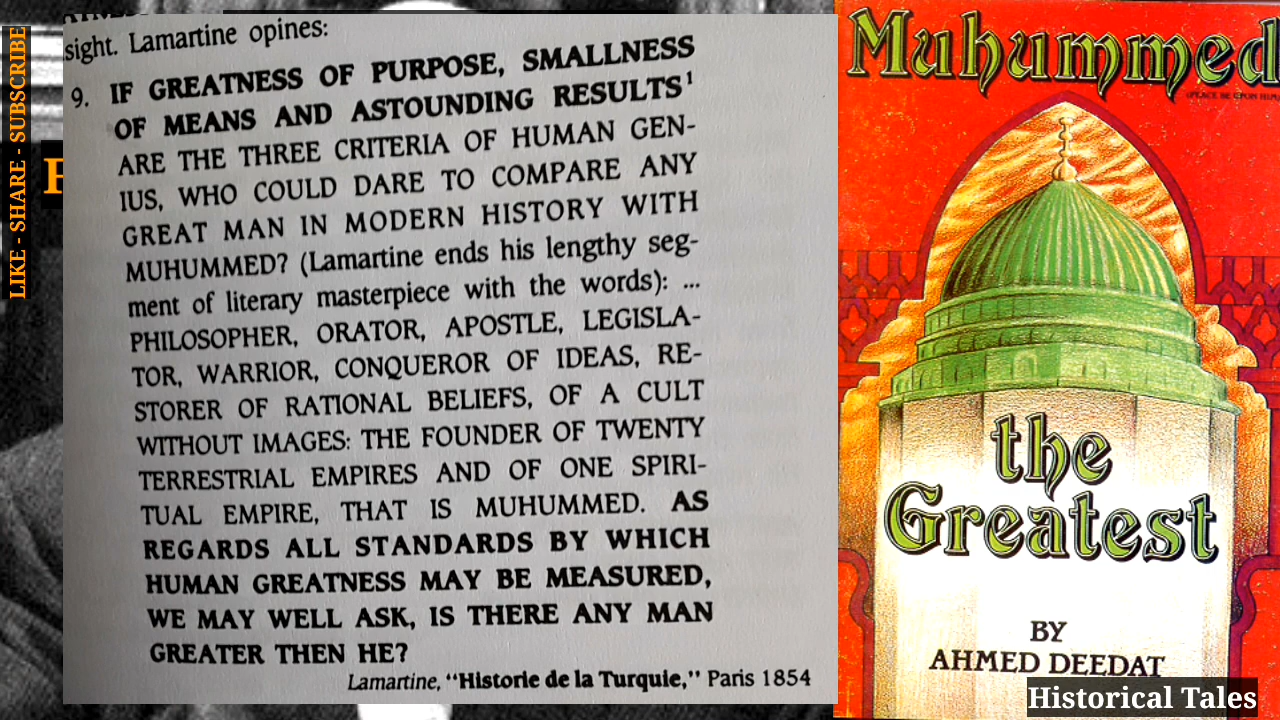 LIKE - SHARE - SUBSCRIBE
sight. Lamartine opines:
9. IF GREATNESS OF PURPOSE, SMALLNESS
OF MEANS AND ASTOUNDING RESULTS¹
ARE THE THREE CRITERIA OF HUMAN GEN-
IUS, WHO COULD DARE TO COMPARE ANY
GREAT MAN IN MODERN HISTORY WITH
MUHUMMED? (Lamartine ends his lengthy seg-
ment of literary masterpiece with the words): ...
PHILOSOPHER, ORATOR, APOSTLE, LEGISLA-
TOR, WARRIOR, CONQUEROR OF IDEAS, RE-
STORER OF RATIONAL BELIEFS, OF A CULT
WITHOUT IMAGES: THE FOUNDER OF TWENTY
TERRESTRIAL EMPIRES AND OF ONE SPIRI-
TUAL EMPIRE, THAT IS MUHUMMED. AS
REGARDS ALL STANDARDS BY WHICH
HUMAN GREATNESS MAY BE MEASURED,
WE MAY WELL ASK, IS THERE ANY MAN
GREATER THEN HE?
Lamartine, "Historie de la Turquie," Paris 1854
Muhummed
(PEACE BE UPON HIM)
the
Greatest
BY
AHMED DEEDAT
Historical Tales